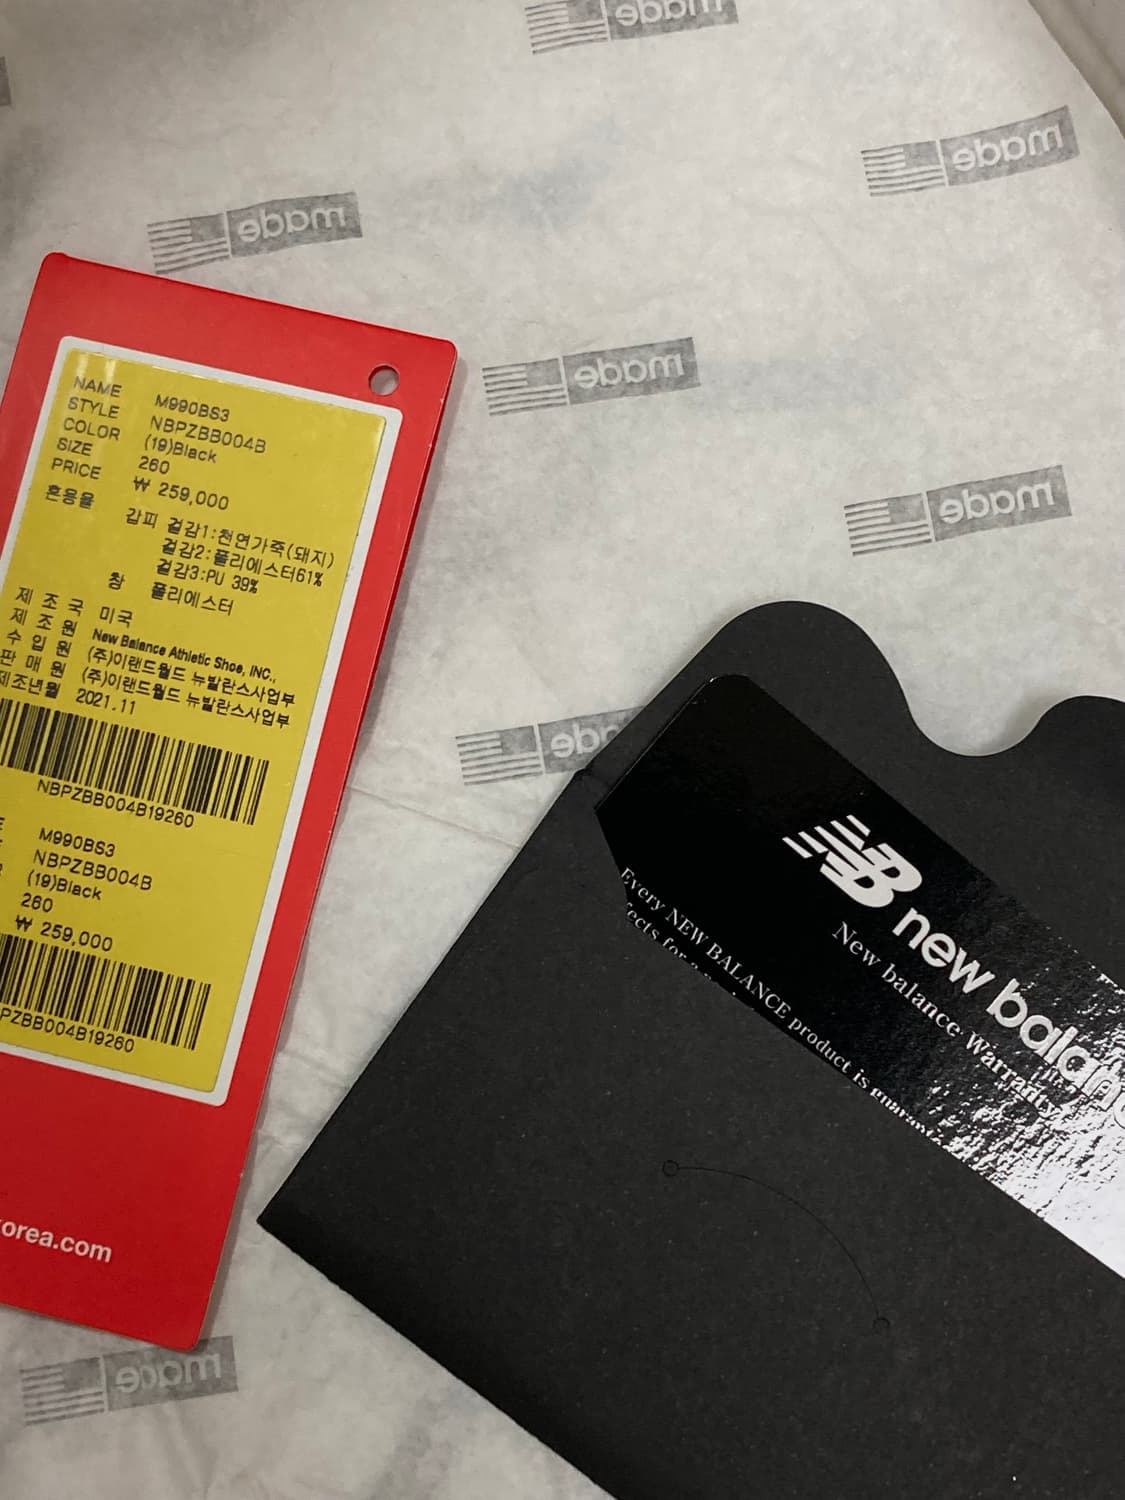 made
made
made
made
made
NAME M990BS3
STYLE NBPZBB004B
COLOR (19)Black
SIZE 260
PRICE ₩ 259,000
혼용율 갑피 겉감1:천연가죽(돼지)
겉감2:폴리에스터61%
겉감3:PU 39%
창 폴리에스터
제 조 국 미국
제 조 원 New Balance Athletic Shoe, INC.,
수 입 원 (주)이랜드월드 뉴발란스사업부
판 매 원 (주)이랜드월드 뉴발란스사업부
제조년월 2021.11
NBPZBB004B19260
M990BS3
NBPZBB004B
(19)Black
260
₩ 259,000
PZBB004B19260
orea.com
made
NB
new balanc
New balance Warranty
Every NEW BALANCE product is guarant
fects for